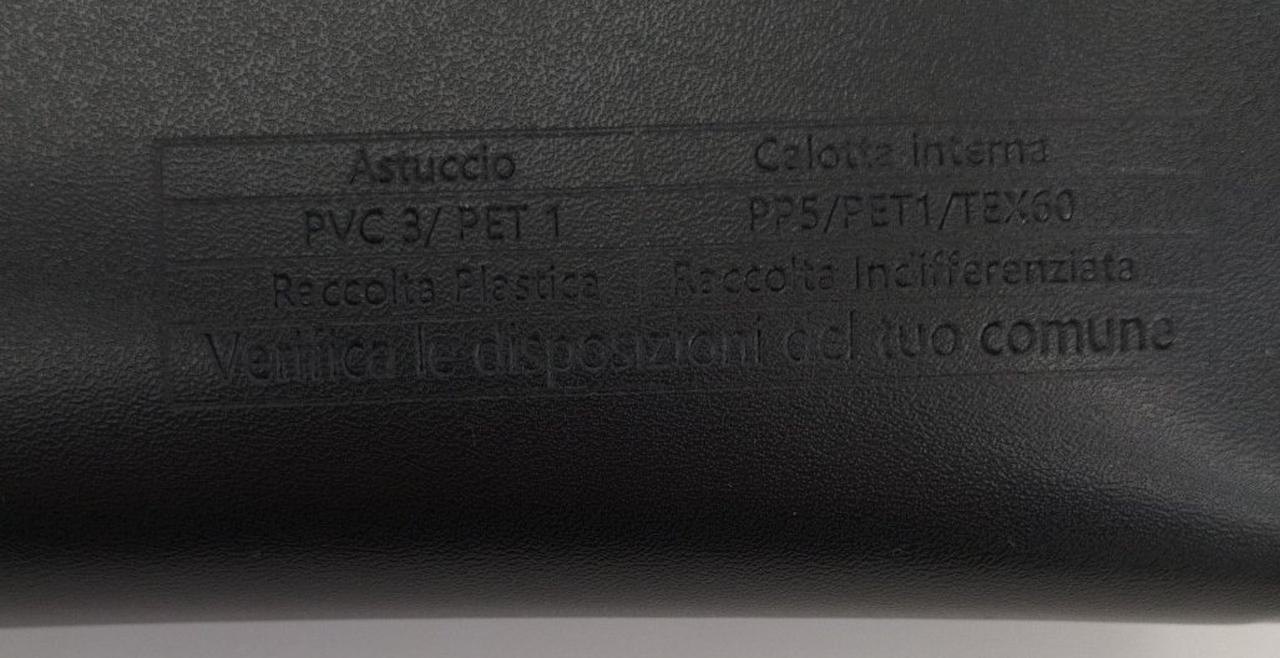 Astuccio Calotta interna
PVC 3/ PET 1 PP5/PET1/TEX60
Raccolta Plastica Raccolta Indifferenziata
Verifica le disposizioni del tuo comune